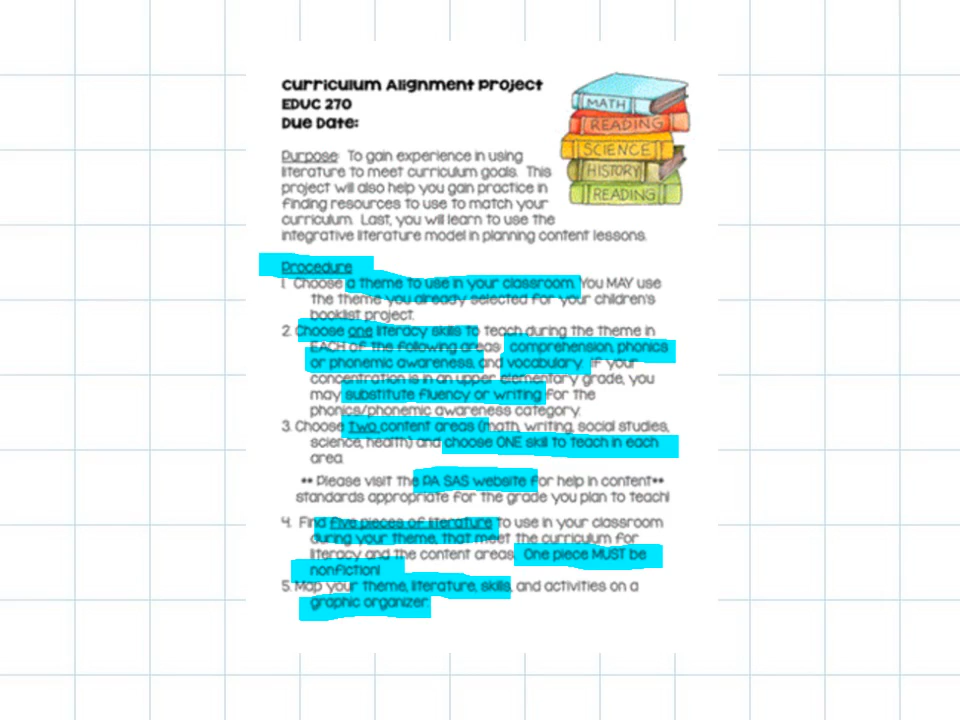 Curriculum Alignment Project
EDUC 270
Due Date:
MATH
READING
SCIENCE
HISTORY
READING
Purpose: To gain experience in using
literature to meet curriculum goals. This
project will also help you gain practice in
finding resources to use to match your
curriculum. Last, you will learn to use the
integrative literature model in planning content lessons.
Procedure
1. Choose a theme to use in your classroom. You MAY use
the theme you already selected for your children's
booklist project.
2. Choose one literacy skills to teach during the theme in
EACH of the following areas: comprehension, phonics
or phonemic awareness, and vocabulary. If your
concentration is in an upper elementary grade, you
may substitute fluency or writing for the
phonics/phonemic awareness category.
3. Choose Two content areas (math, writing, social studies,
science, health) and choose ONE skill to teach in each
area.
** Please visit the PA SAS website for help in content**
standards appropriate for the grade you plan to teach!
4. Find five pieces of literature to use in your classroom
during your theme, that meet the curriculum for
literacy and the content areas. One piece MUST be
nonfiction!
5. Map your theme, literature, skills, and activities on a
graphic organizer.